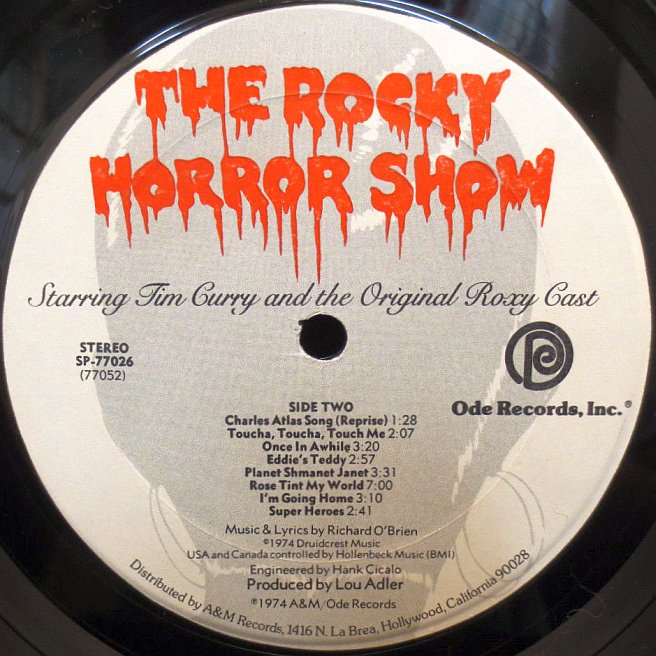 THE ROCKY
HORROR SHOW
Starring Tim Curry and the Original Roxy Cast
STEREO
SP-77026
(77052)
Ode Records, Inc.®
SIDE TWO
Charles Atlas Song (Reprise) 1:28
Toucha, Toucha, Touch Me 2:07
Once In Awhile 3:20
Eddie's Teddy 2:57
Planet Shmanet Janet 3:31
Rose Tint My World 7:00
I'm Going Home 3:10
Super Heroes 2:41
Music & Lyrics by Richard O'Brien
©1974 Druidcrest Music
USA and Canada controlled by Hollenbeck Music (BMI)
Engineered by Hank Cicalo
Produced by Lou Adler
℗1974 A&M/Ode Records
Distributed by A&M Records, 1416 N. La Brea, Hollywood, California 90028